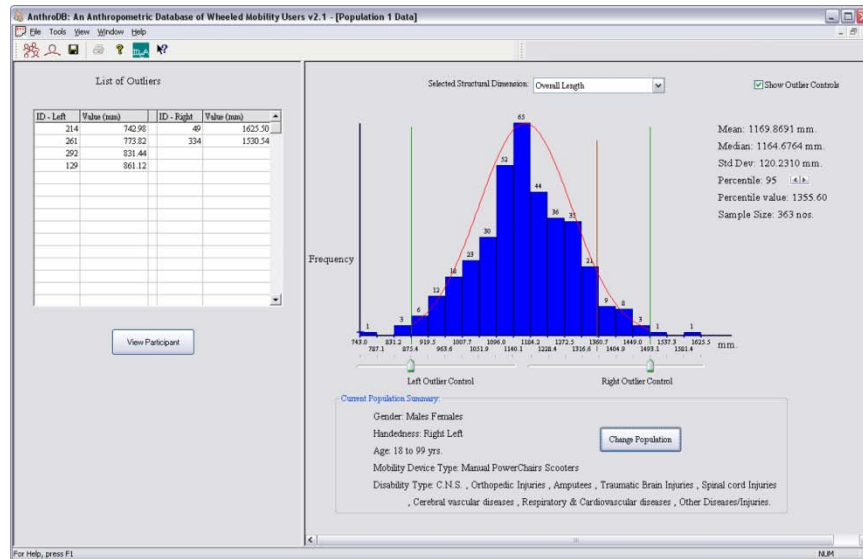 AnthroDB: An Anthropometric Database of Wheeled Mobility Users v2.1 - [Population 1 Data]
File Tools View Window Help
List of Outliers
ID - Left Value (mm) ID - Right Value (mm)
214 742.98 49 1625.50
261 773.82 334 1530.54
292 831.44
129 861.12
View Participant
Selected Structural Dimension: Overall Length
Show Outlier Controls
Mean: 1169.8691 mm.
Median: 1164.6764 mm.
Std Dev: 120.2310 mm.
Percentile: 95
Percentile value: 1355.60
Sample Size: 363 nos.
Frequency
1 3 6 12 18 23 30 52 65 44 36 35 21 9 8 3 1 1
743.0 831.2 919.5 1007.7 1096.0 1184.2 1272.5 1360.7 1449.0 1537.3 1625.5
787.1 875.4 963.6 1051.9 1140.1 1228.4 1316.6 1404.9 1493.1 1581.4
mm.
Left Outlier Control Right Outlier Control
Current Population Summary:
Gender: Males Females
Handedness: Right Left
Age: 18 to 99 yrs.
Mobility Device Type: Manual PowerChairs Scooters
Disability Type: C.N.S. , Orthopedic Injuries , Amputees , Traumatic Brain Injuries , Spinal cord Injuries
, Cerebral vascular diseases , Respiratory & Cardiovascular diseases , Other Diseases/Injuries.
Change Population
For Help, press F1
NUM